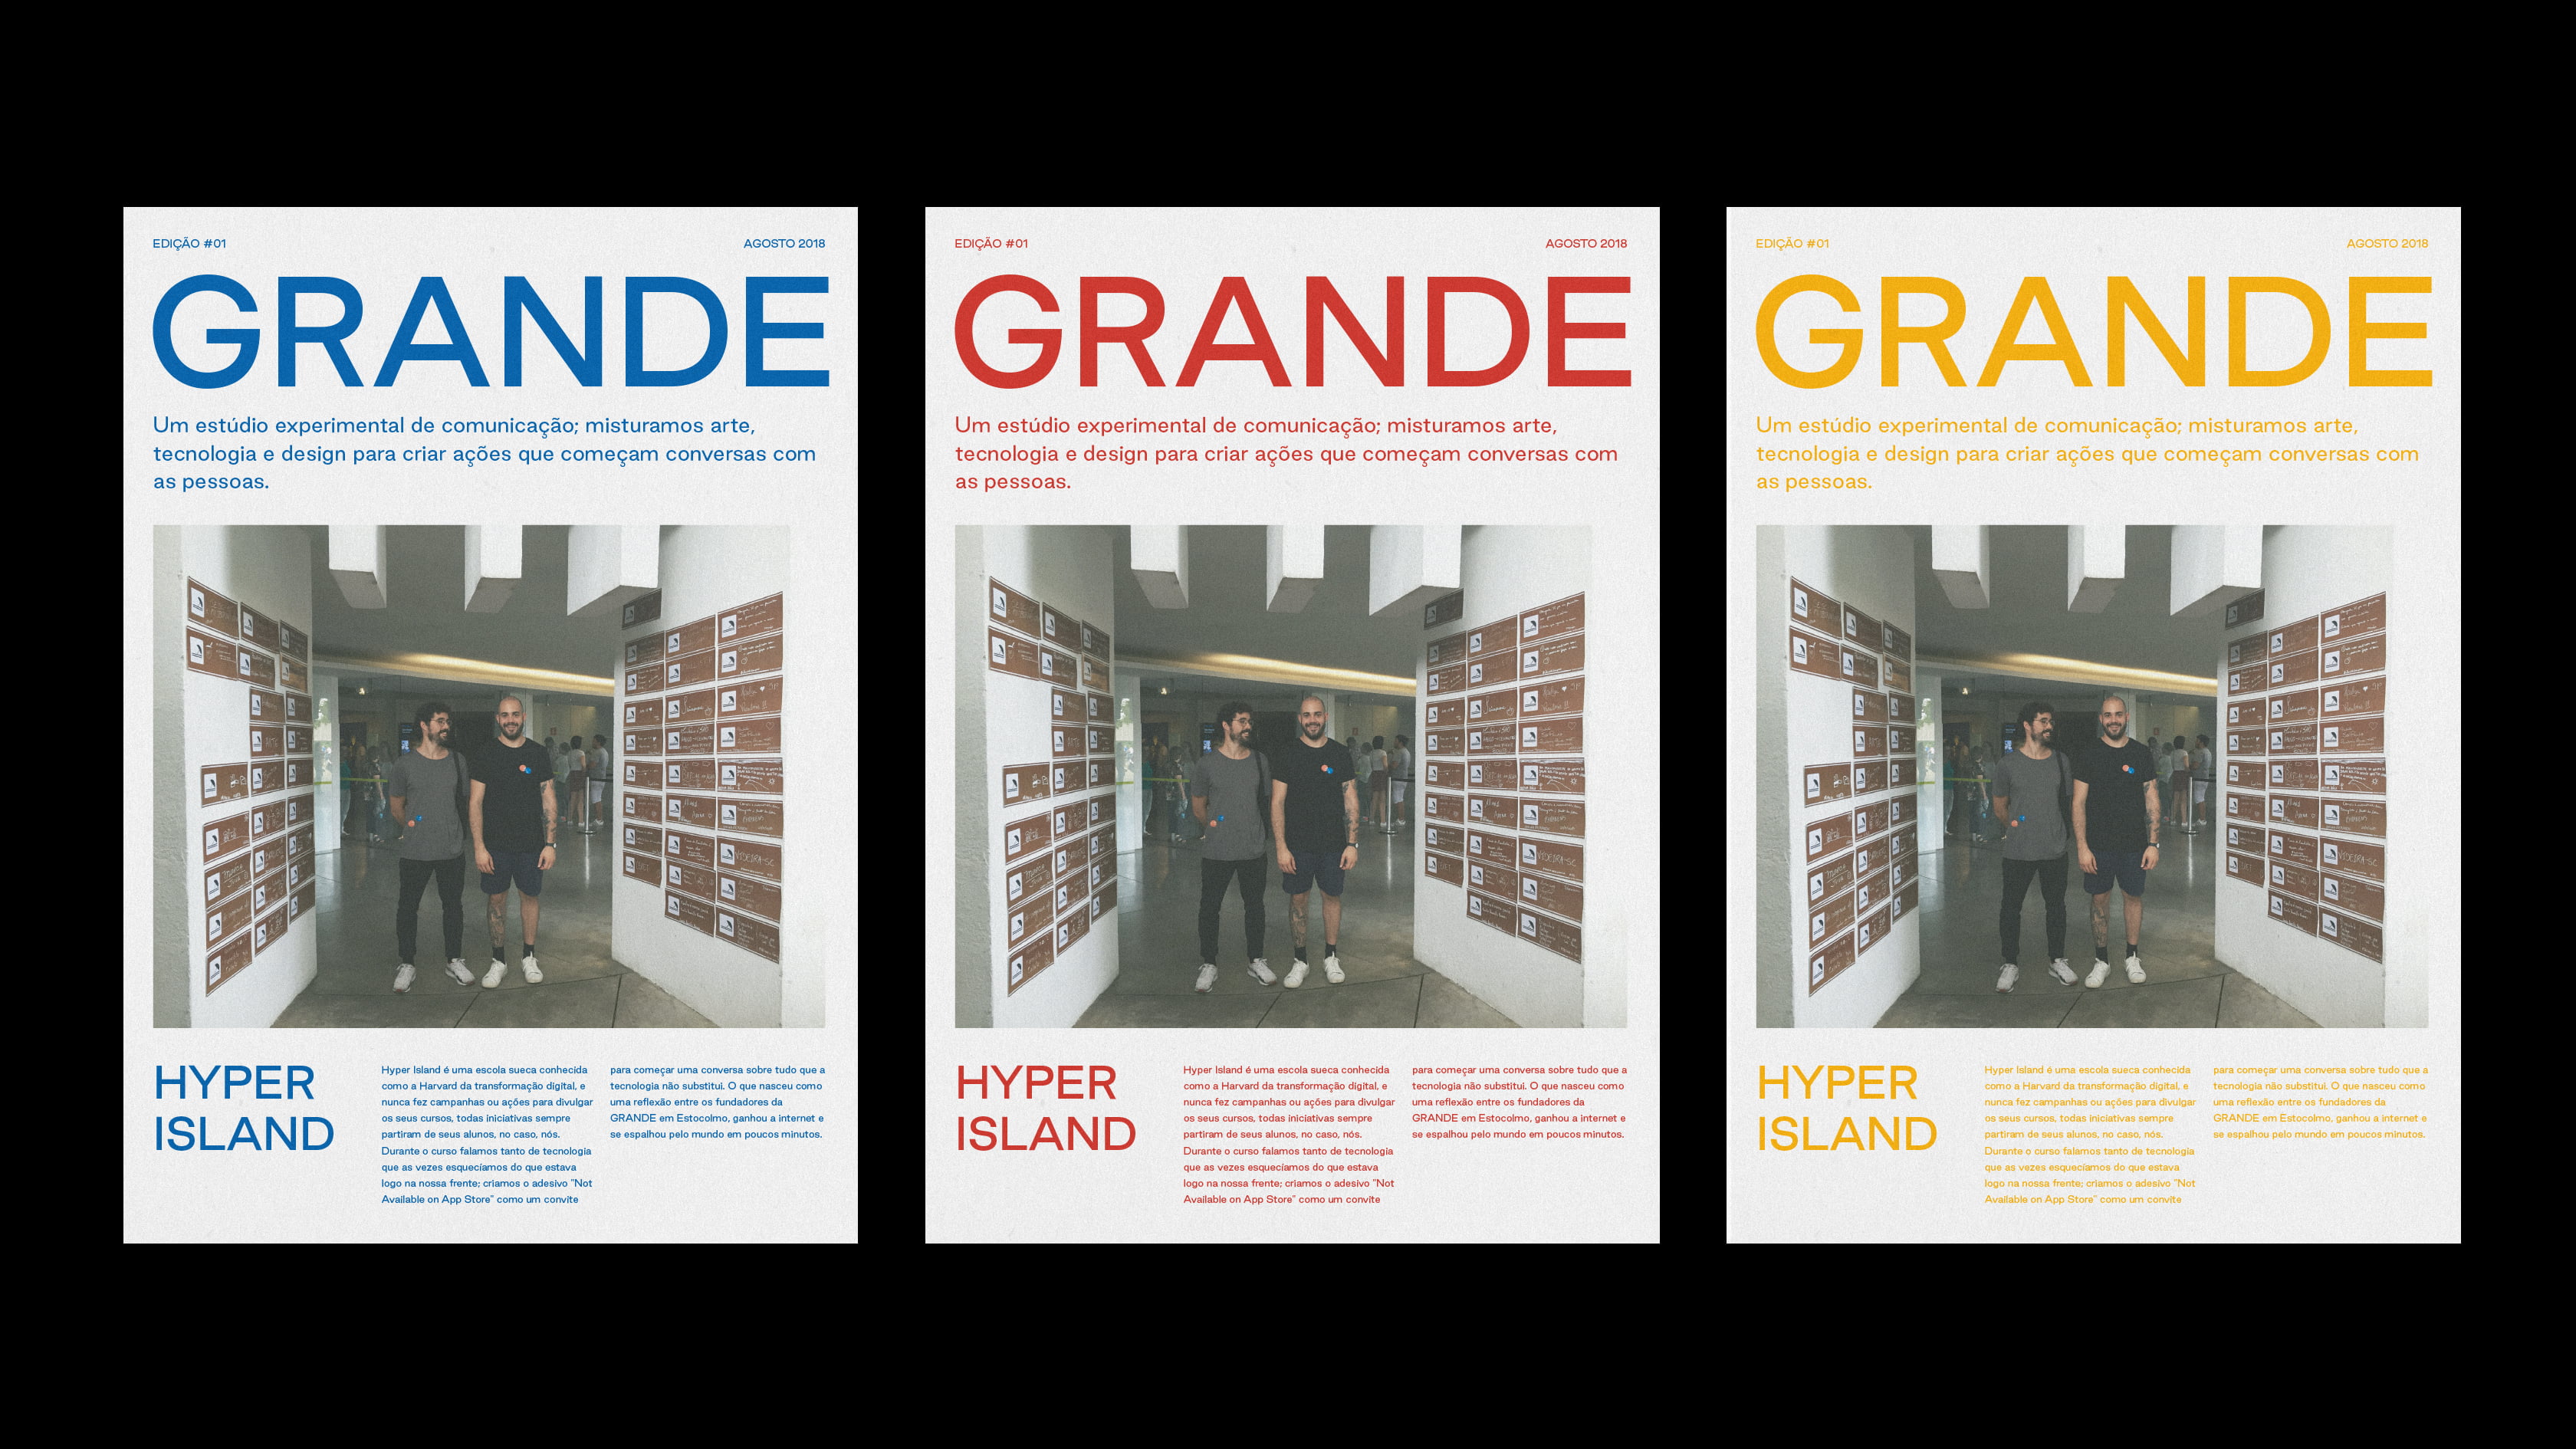 EDIÇÃO #01
AGOSTO 2018
GRANDE
Um estúdio experimental de comunicação; misturamos arte,
tecnologia e design para criar ações que começam conversas com
as pessoas.
HYPER
ISLAND
Hyper Island é uma escola sueca conhecida
como a Harvard da transformação digital, e
nunca fez campanhas ou ações para divulgar
os seus cursos, todas iniciativas sempre
partiram de seus alunos, no caso, nós.
Durante o curso falamos tanto de tecnologia
que as vezes esquecíamos do que estava
logo na nossa frente; criamos o adesivo "Not
Available on App Store" como um convite
para começar uma conversa sobre tudo que a
tecnologia não substitui. O que nasceu como
uma reflexão entre os fundadores da
GRANDE em Estocolmo, ganhou a internet e
se espalhou pelo mundo em poucos minutos.
EDIÇÃO #01
AGOSTO 2018
GRANDE
Um estúdio experimental de comunicação; misturamos arte,
tecnologia e design para criar ações que começam conversas com
as pessoas.
HYPER
ISLAND
Hyper Island é uma escola sueca conhecida
como a Harvard da transformação digital, e
nunca fez campanhas ou ações para divulgar
os seus cursos, todas iniciativas sempre
partiram de seus alunos, no caso, nós.
Durante o curso falamos tanto de tecnologia
que as vezes esquecíamos do que estava
logo na nossa frente; criamos o adesivo "Not
Available on App Store" como um convite
para começar uma conversa sobre tudo que a
tecnologia não substitui. O que nasceu como
uma reflexão entre os fundadores da
GRANDE em Estocolmo, ganhou a internet e
se espalhou pelo mundo em poucos minutos.
EDIÇÃO #01
AGOSTO 2018
GRANDE
Um estúdio experimental de comunicação; misturamos arte,
tecnologia e design para criar ações que começam conversas com
as pessoas.
HYPER
ISLAND
Hyper Island é uma escola sueca conhecida
como a Harvard da transformação digital, e
nunca fez campanhas ou ações para divulgar
os seus cursos, todas iniciativas sempre
partiram de seus alunos, no caso, nós.
Durante o curso falamos tanto de tecnologia
que as vezes esquecíamos do que estava
logo na nossa frente; criamos o adesivo "Not
Available on App Store" como um convite
para começar uma conversa sobre tudo que a
tecnologia não substitui. O que nasceu como
uma reflexão entre os fundadores da
GRANDE em Estocolmo, ganhou a internet e
se espalhou pelo mundo em poucos minutos.